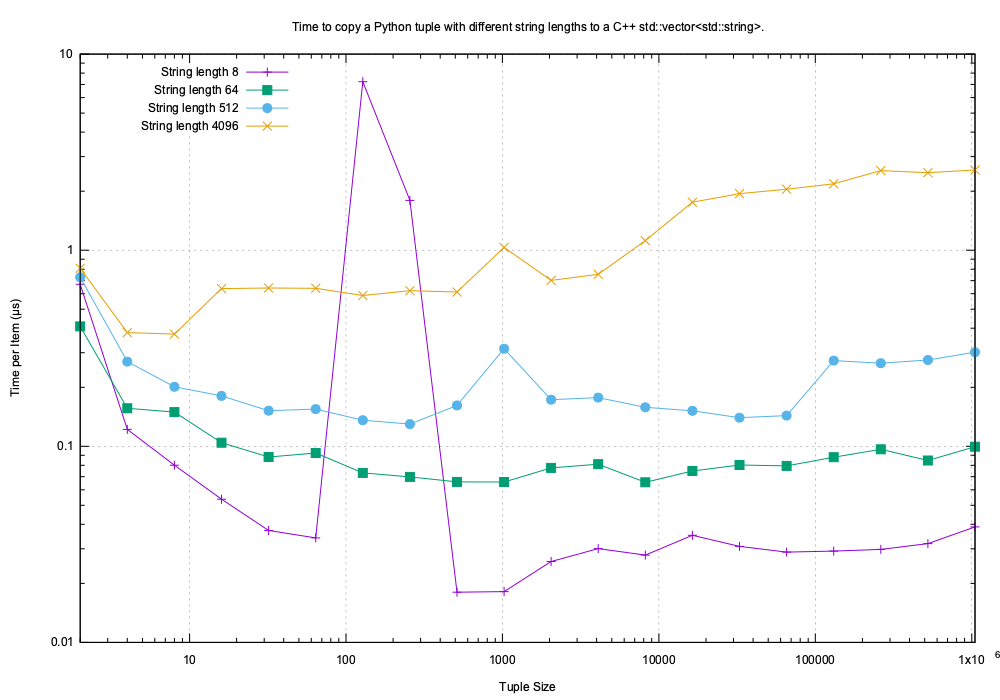 Time to copy a Python tuple with different string lengths to a C++ std::vector<std::string>.
String length 8
String length 64
String length 512
String length 4096
10
1
0.1
0.01
Time per Item (µs)
10
100
1000
10000
100000
1x10 6
Tuple Size